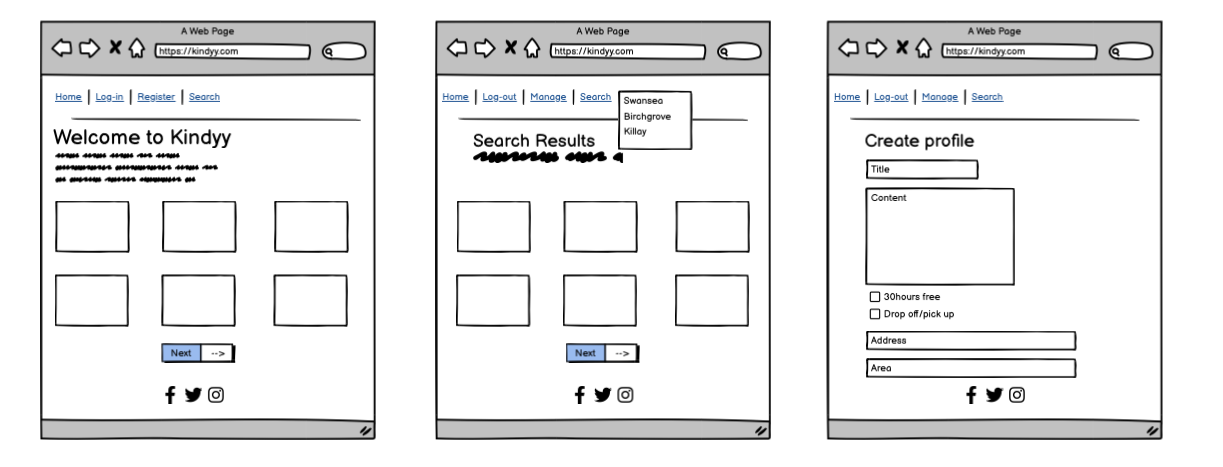 A Web Page
https://kindyy.com
Home | Log-in | Register | Search
Welcome to Kindyy
Next -->
A Web Page
https://kindyy.com
Home | Log-out | Manage | Search
Swansea
Birchgrove
Killay
Search Results
Next -->
A Web Page
https://kindyy.com
Home | Log-out | Manage | Search
Create profile
Title
Content
30hours free
Drop off/pick up
Address
Area